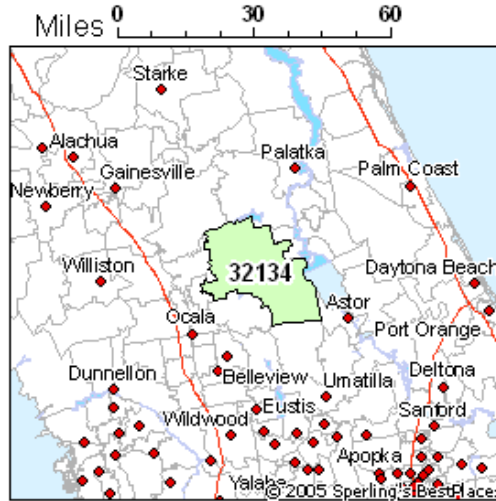 0 30 60
Miles
Starke
Alachua
Palatka
Gainesville
Palm Coast
Newberry
32134
Williston
Daytona Beach
Astor
Ocala
Port Orange
Dunnellon
Belleview
Umatilla
Deltona
Eustis
Sanford
Wildwood
Apopka
Yalaha
© 2005 Sperling's BestPlace